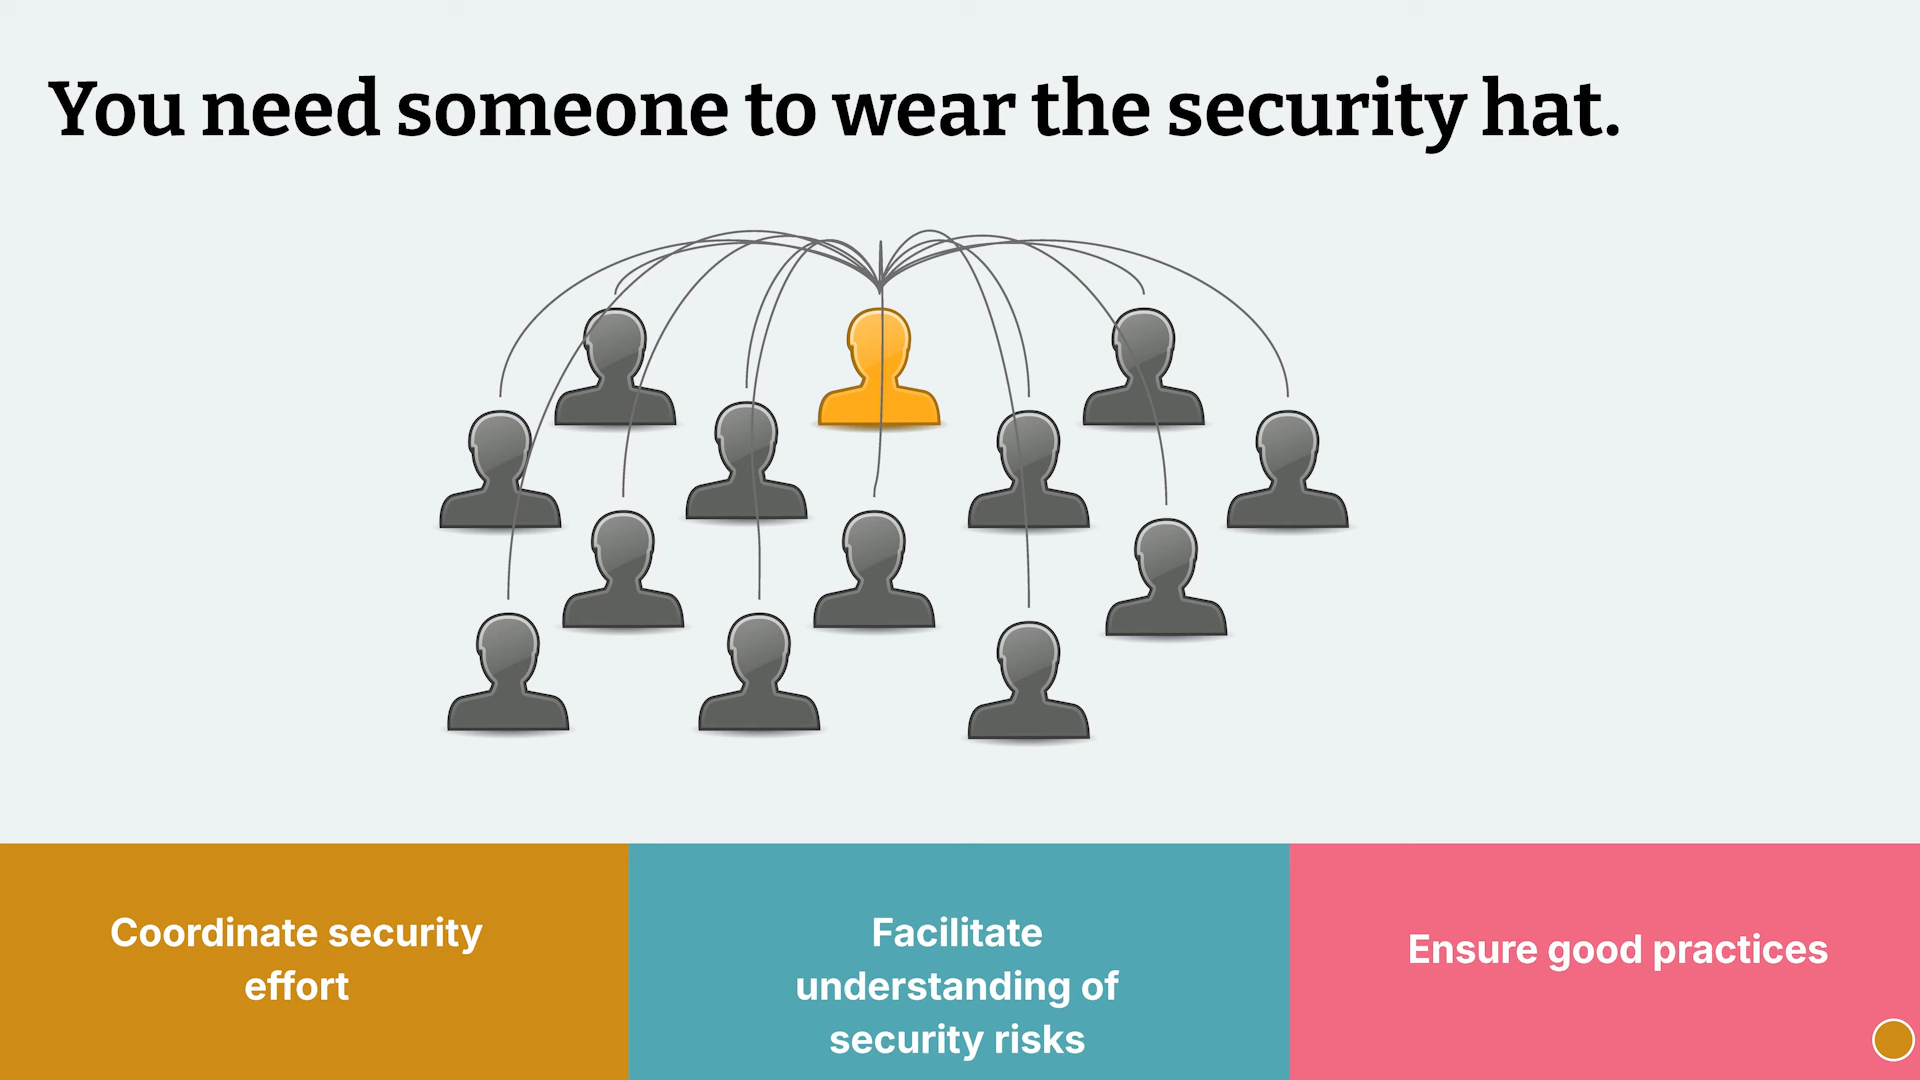 You need someone to wear the security hat.
Coordinate security
effort
Facilitate
understanding of
security risks
Ensure good practices